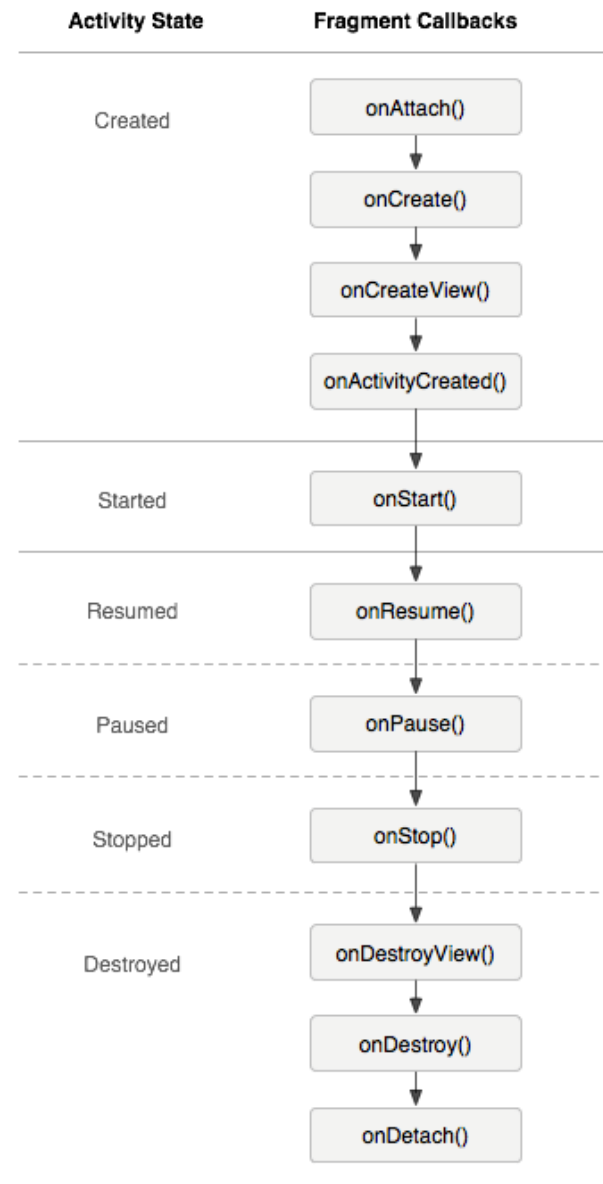 Activity State Fragment Callbacks
Created
onAttach()
onCreate()
onCreateView()
onActivityCreated()
Started
onStart()
Resumed
onResume()
Paused
onPause()
Stopped
onStop()
Destroyed
onDestroyView()
onDestroy()
onDetach()